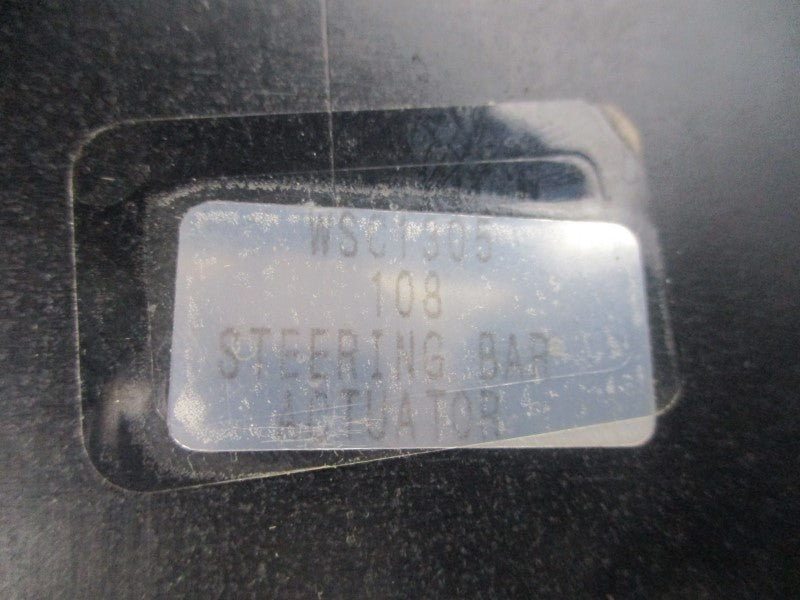 WSC1305
108
STEERING BAR
ACTUATOR